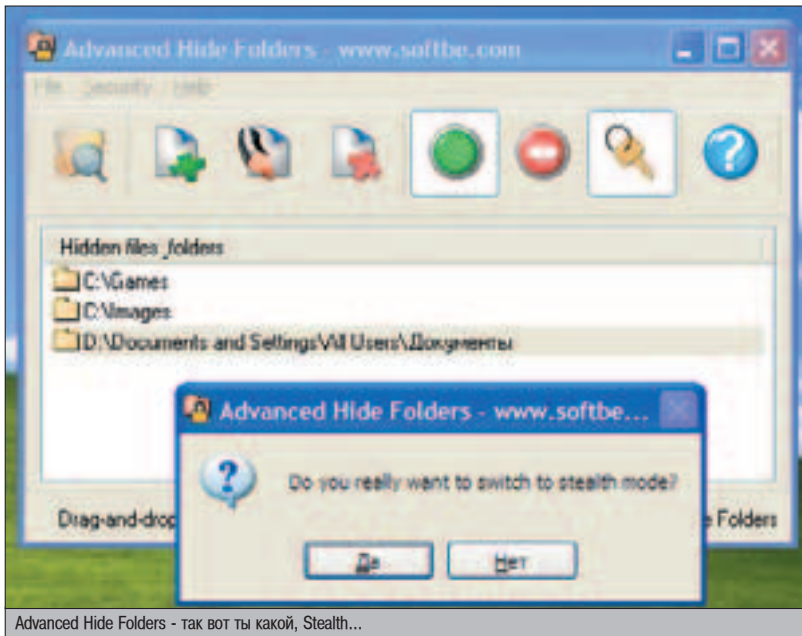 Advanced Hide Folders - www.softbe.com
File Security Help
Hidden files_folders
C:\Games
C:\Images
D:\Documents and Settings\All Users\Документы
Advanced Hide Folders - www.softbe...
Do you really want to switch to stealth mode?
Drag-and-drop
e Folders
Да
Нет
Advanced Hide Folders - так вот ты какой, Stealth...